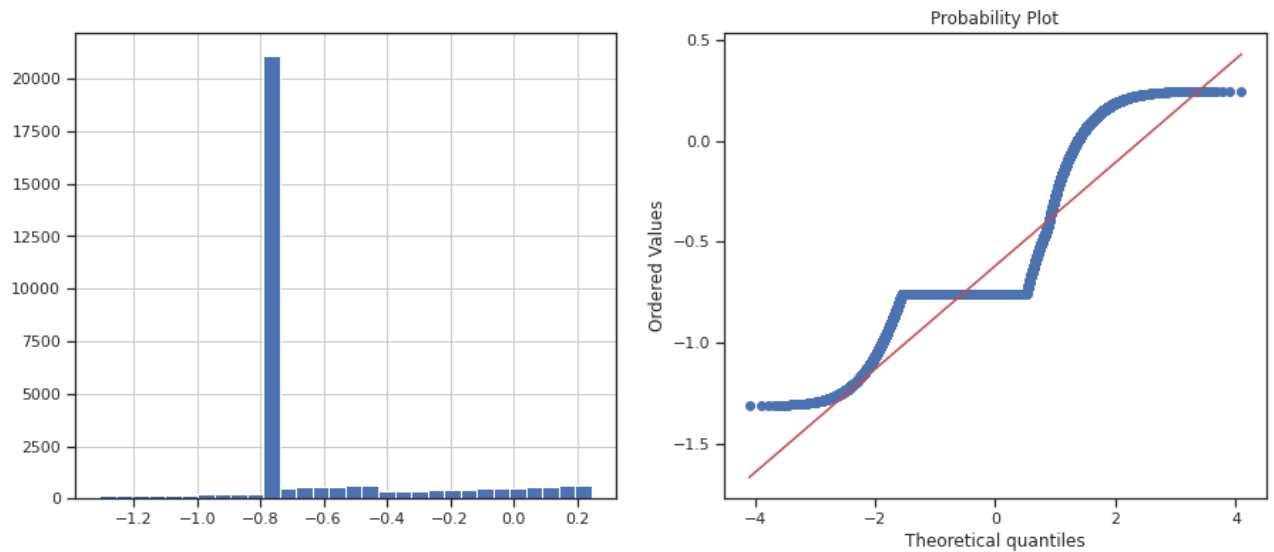 20000
17500
15000
12500
10000
7500
5000
2500
0
−1.2 −1.0 −0.8 −0.6 −0.4 −0.2 0.0 0.2
Probability Plot
0.5
0.0
−0.5
−1.0
−1.5
Ordered Values
−4 −2 0 2 4
Theoretical quantiles